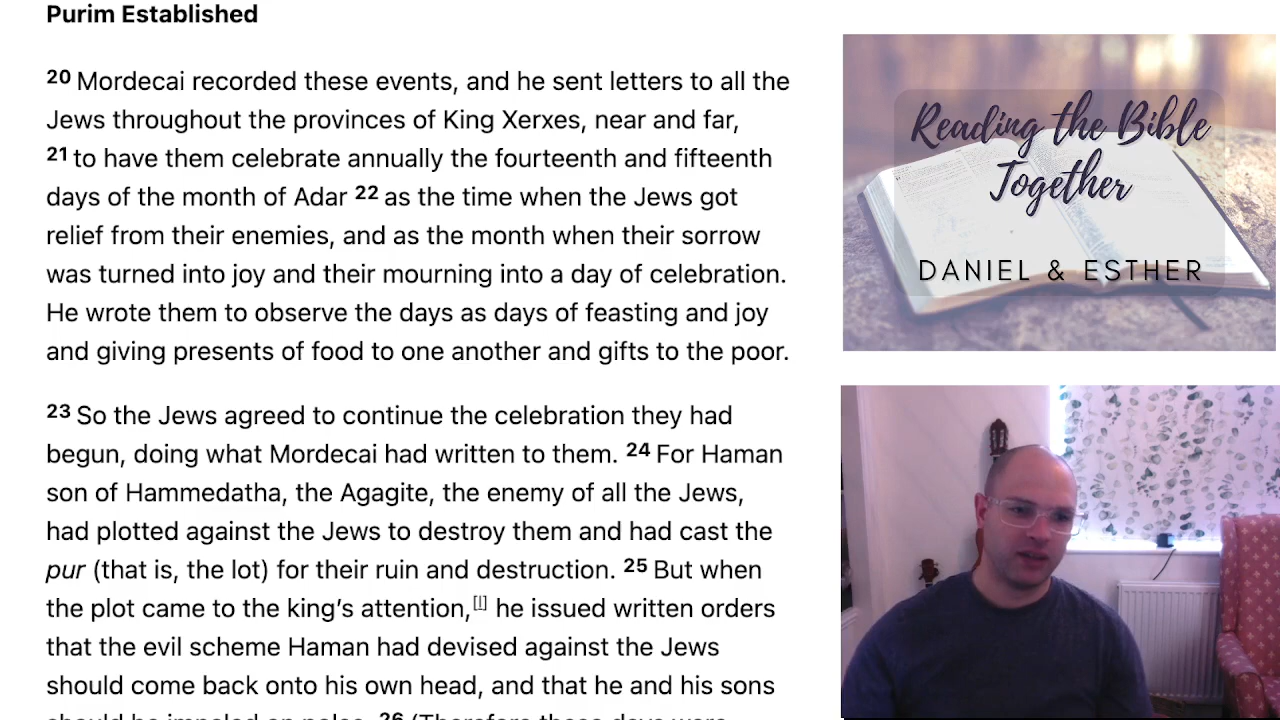 Purim Established
20 Mordecai recorded these events, and he sent letters to all the
Jews throughout the provinces of King Xerxes, near and far,
21 to have them celebrate annually the fourteenth and fifteenth
days of the month of Adar 22 as the time when the Jews got
relief from their enemies, and as the month when their sorrow
was turned into joy and their mourning into a day of celebration.
He wrote them to observe the days as days of feasting and joy
and giving presents of food to one another and gifts to the poor.
23 So the Jews agreed to continue the celebration they had
begun, doing what Mordecai had written to them. 24 For Haman
son of Hammedatha, the Agagite, the enemy of all the Jews,
had plotted against the Jews to destroy them and had cast the
pur (that is, the lot) for their ruin and destruction. 25 But when
the plot came to the king’s attention,[l] he issued written orders
that the evil scheme Haman had devised against the Jews
should come back onto his own head, and that he and his sons
should be impaled on poles. 26 (Therefore these days were
Reading the Bible
Together
DANIEL & ESTHER